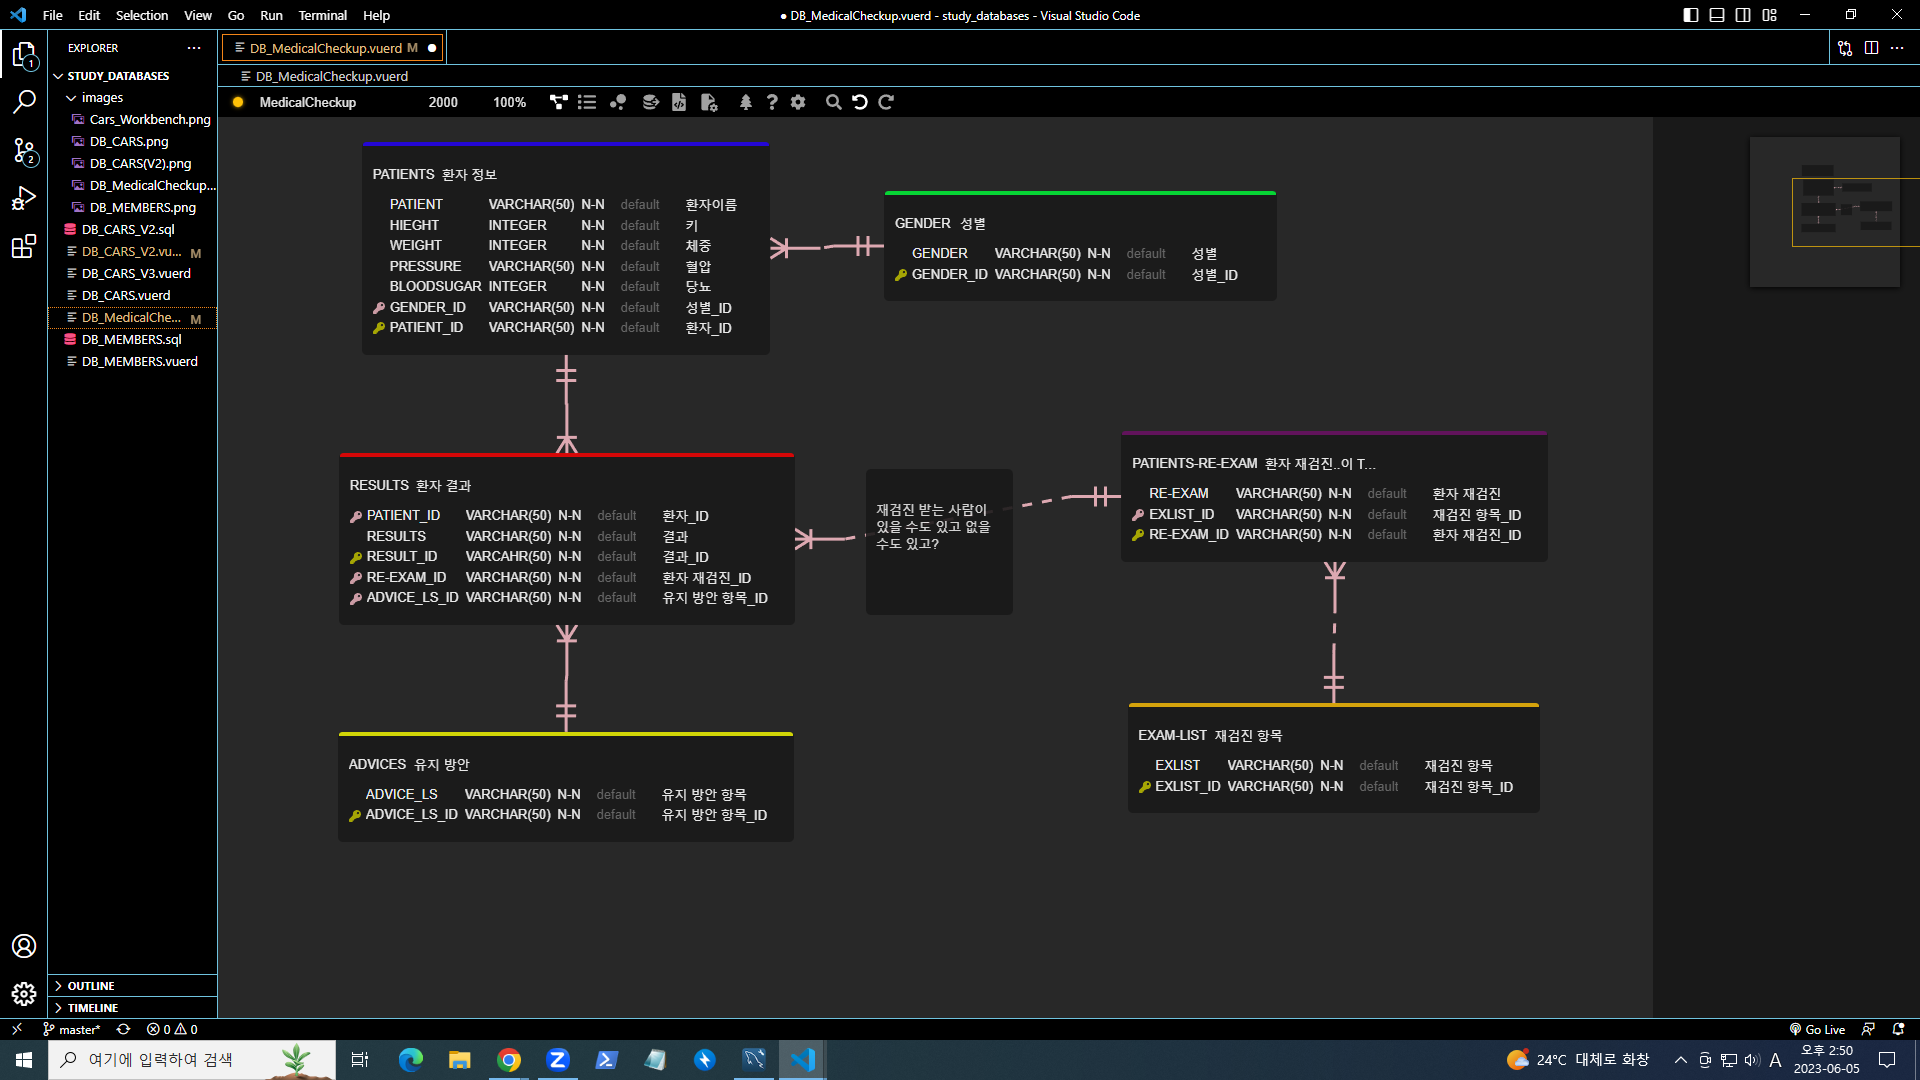 File Edit Selection View Go Run Terminal Help
● DB_MedicalCheckup.vuerd - study_databases - Visual Studio Code
EXPLORER
STUDY_DATABASES
images
Cars_Workbench.png
DB_CARS.png
DB_CARS(V2).png
DB_MedicalCheckup...
DB_MEMBERS.png
DB_CARS_V2.sql
DB_CARS_V2.vu... M
DB_CARS_V3.vuerd
DB_CARS.vuerd
DB_MedicalChe... M
DB_MEMBERS.sql
DB_MEMBERS.vuerd
OUTLINE
TIMELINE
1
2
DB_MedicalCheckup.vuerd M
DB_MedicalCheckup.vuerd
MedicalCheckup 2000 100%
PATIENTS 환자 정보
PATIENT VARCHAR(50) N-N default 환자이름
HIEGHT INTEGER N-N default 키
WEIGHT INTEGER N-N default 체중
PRESSURE VARCHAR(50) N-N default 혈압
BLOODSUGAR INTEGER N-N default 당뇨
GENDER_ID VARCHAR(50) N-N default 성별_ID
PATIENT_ID VARCHAR(50) N-N default 환자_ID
GENDER 성별
GENDER VARCHAR(50) N-N default 성별
GENDER_ID VARCHAR(50) N-N default 성별_ID
RESULTS 환자 결과
PATIENT_ID VARCHAR(50) N-N default 환자_ID
RESULTS VARCHAR(50) N-N default 결과
RESULT_ID VARCAHR(50) N-N default 결과_ID
RE-EXAM_ID VARCHAR(50) N-N default 환자 재검진_ID
ADVICE_LS_ID VARCHAR(50) N-N default 유지 방안 항목_ID
재검진 받는 사람이
있을 수도 있고 없을
수도 있고?
PATIENTS-RE-EXAM 환자 재검진..이 T...
RE-EXAM VARCHAR(50) N-N default 환자 재검진
EXLIST_ID VARCHAR(50) N-N default 재검진 항목_ID
RE-EXAM_ID VARCHAR(50) N-N default 환자 재검진_ID
ADVICES 유지 방안
ADVICE_LS VARCHAR(50) N-N default 유지 방안 항목
ADVICE_LS_ID VARCHAR(50) N-N default 유지 방안 항목_ID
EXAM-LIST 재검진 항목
EXLIST VARCHAR(50) N-N default 재검진 항목
EXLIST_ID VARCHAR(50) N-N default 재검진 항목_ID
master* 0 0
Go Live
여기에 입력하여 검색
24°C 대체로 화창
A
오후 2:50
2023-06-05